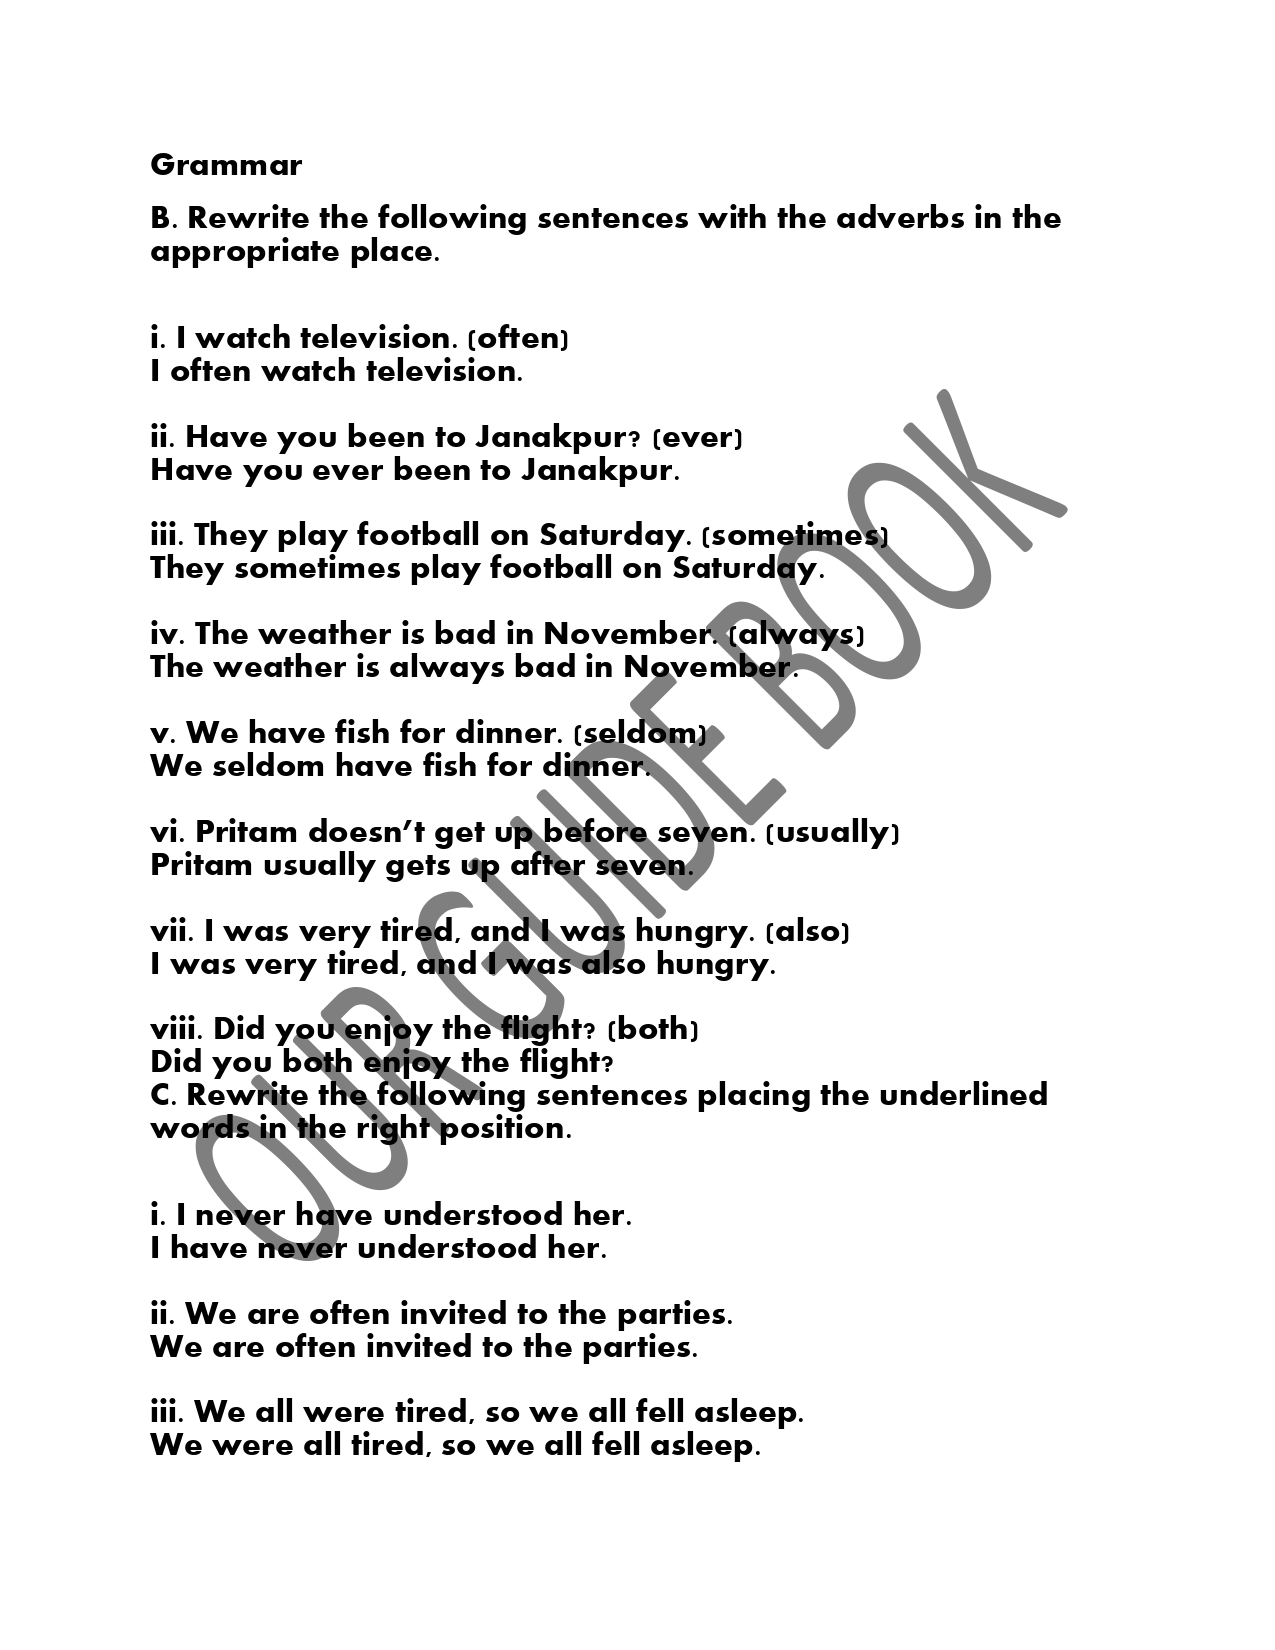 Grammar
B. Rewrite the following sentences with the adverbs in the
appropriate place.
i. I watch television. (often)
I often watch television.
ii. Have you been to Janakpur? (ever)
Have you ever been to Janakpur.
iii. They play football on Saturday. (sometimes)
They sometimes play football on Saturday.
iv. The weather is bad in November. (always)
The weather is always bad in November.
v. We have fish for dinner. (seldom)
We seldom have fish for dinner.
vi. Pritam doesn’t get up before seven. (usually)
Pritam usually gets up after seven.
vii. I was very tired, and I was hungry. (also)
I was very tired, and I was also hungry.
viii. Did you enjoy the flight? (both)
Did you both enjoy the flight?
C. Rewrite the following sentences placing the underlined
words in the right position.
i. I never have understood her.
I have never understood her.
ii. We are often invited to the parties.
We are often invited to the parties.
iii. We all were tired, so we all fell asleep.
We were all tired, so we all fell asleep.
OUR GUIDE BOOK